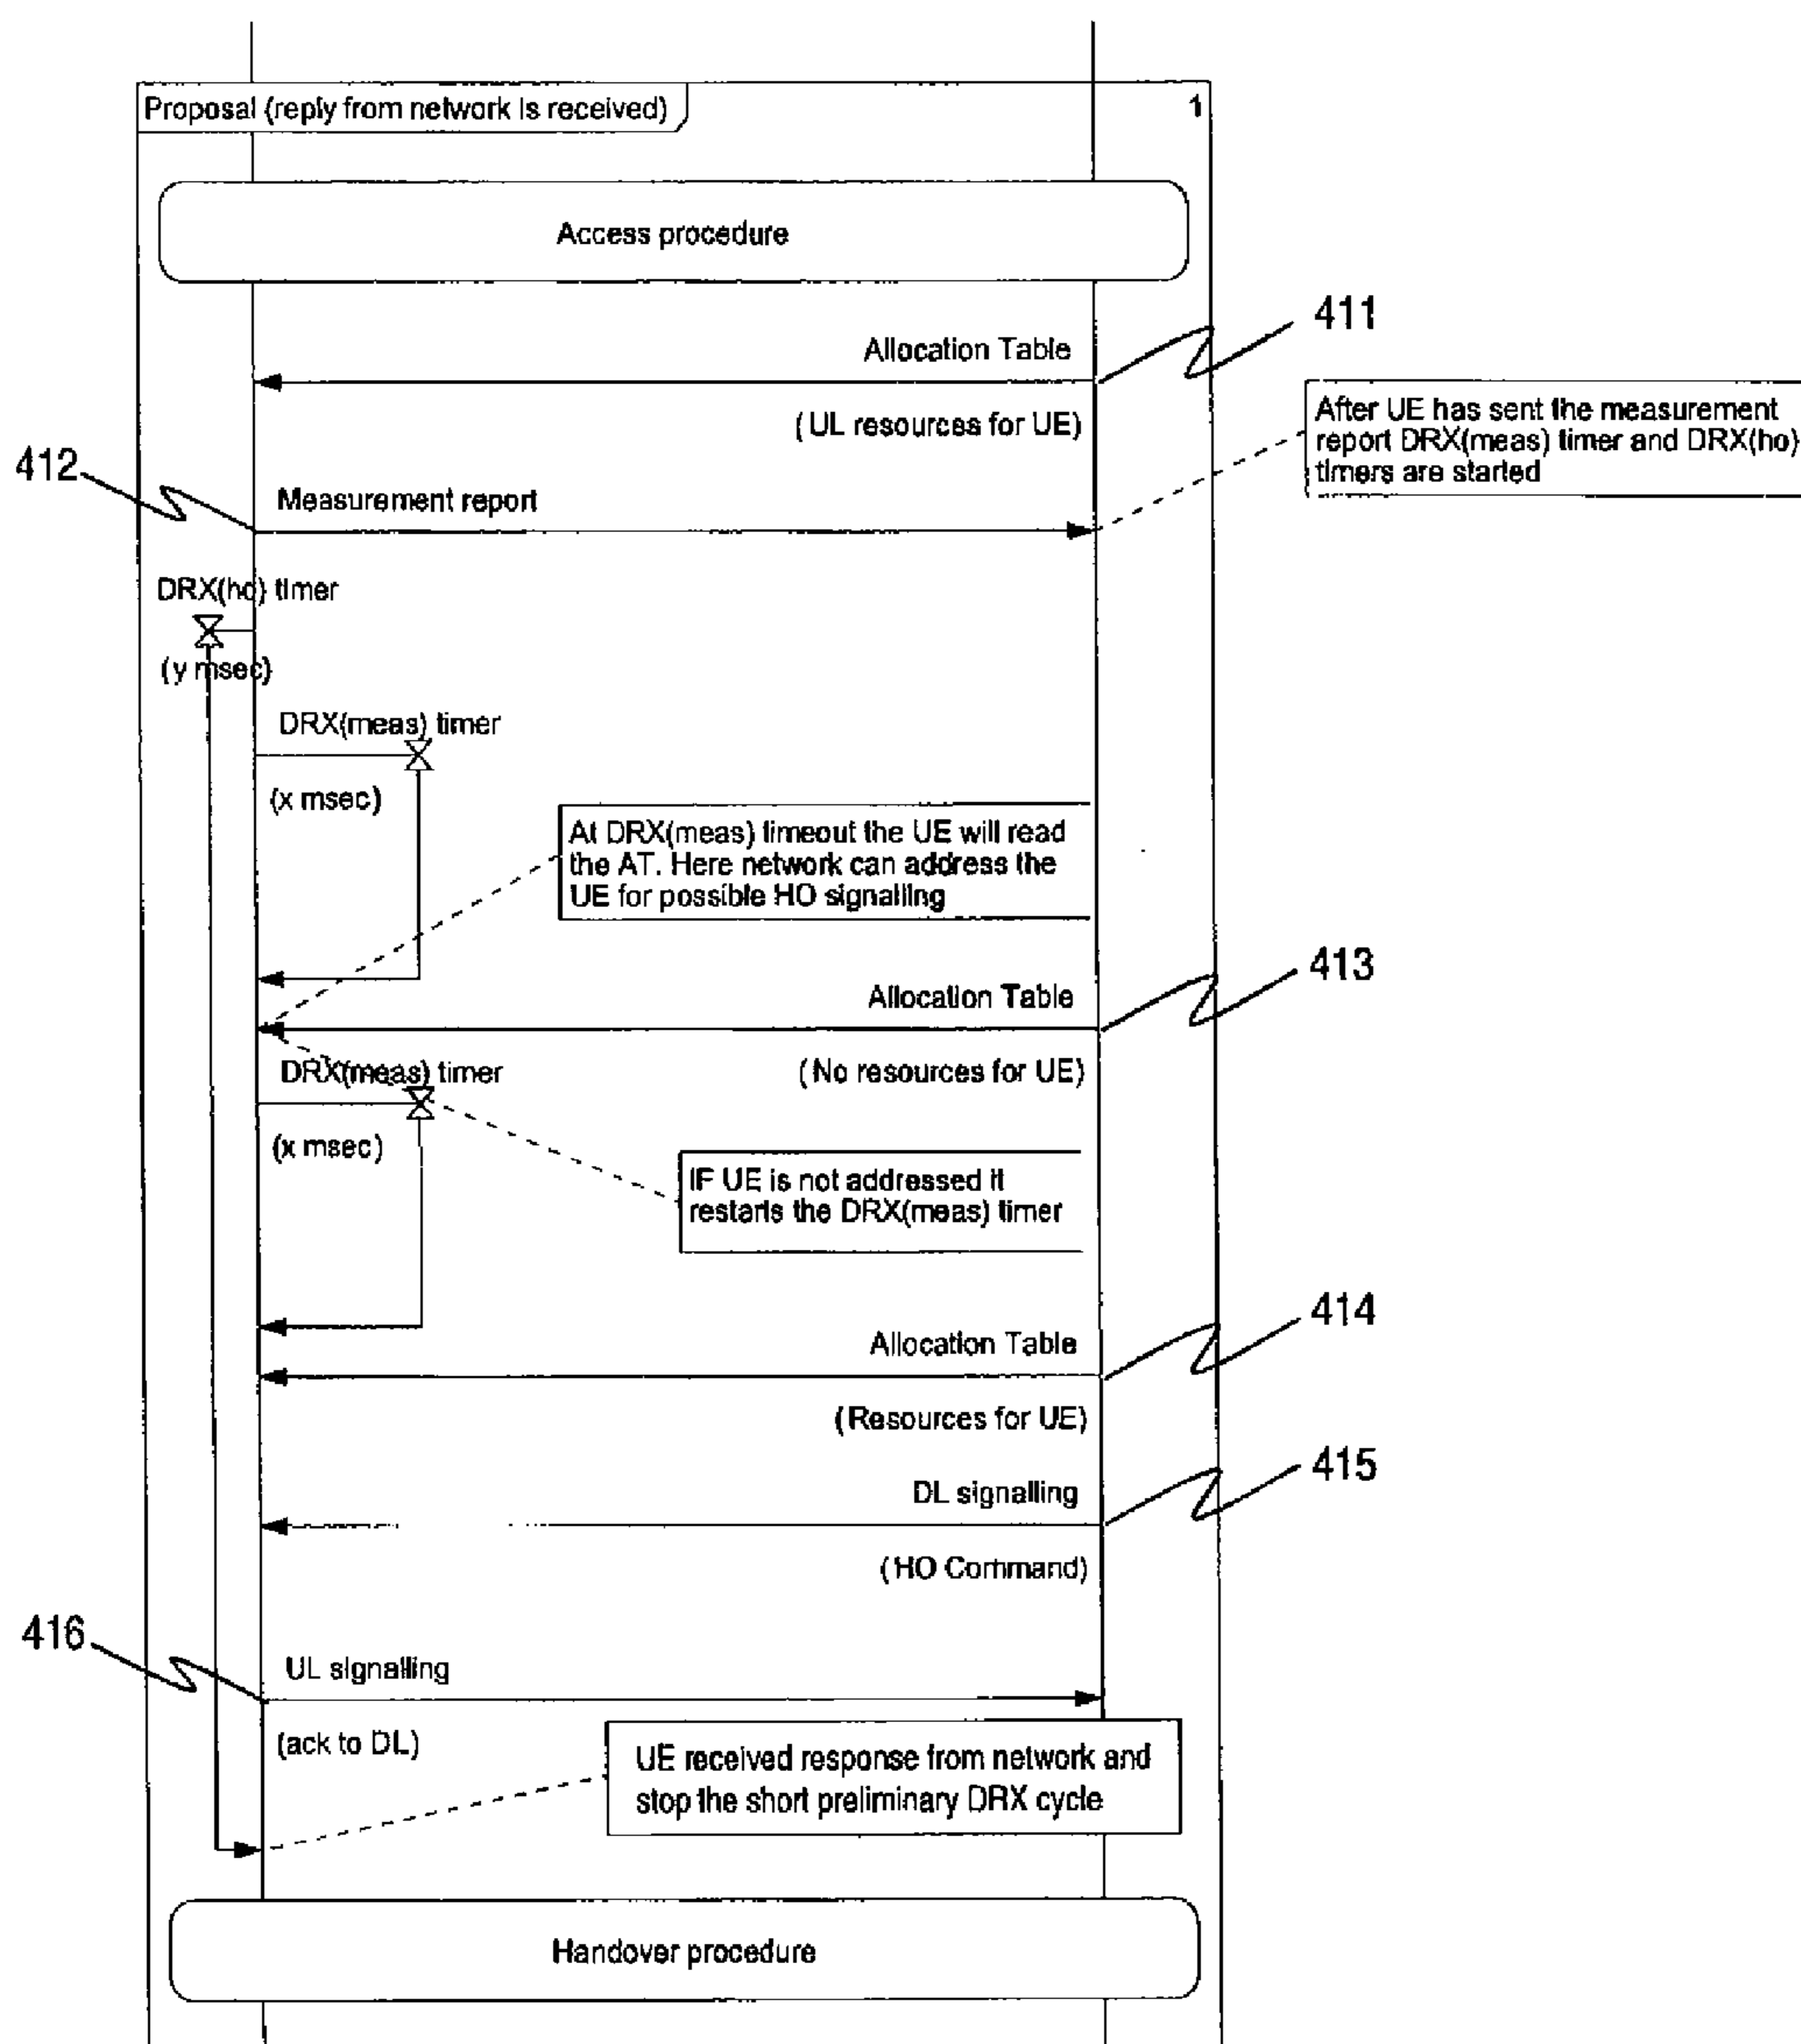 Proposal (reply from network is received)
1
Access procedure
411
Allocation Table
(UL resources for UE)
After UE has sent the measurement
report DRX(meas) timer and DRX(ho)
timers are started
412
Measurement report
DRX(ho) timer
(y msec)
DRX(meas) timer
(x msec)
At DRX(meas) timeout the UE will read
the AT. Here network can address the
UE for possible HO signalling
413
Allocation Table
(No resources for UE)
DRX(meas) timer
(x msec)
IF UE is not addressed it
restarts the DRX(meas) timer
414
Allocation Table
(Resources for UE)
415
DL signalling
(HO Command)
416
UL signalling
(ack to DL)
UE received response from network and
stop the short preliminary DRX cycle
Handover procedure